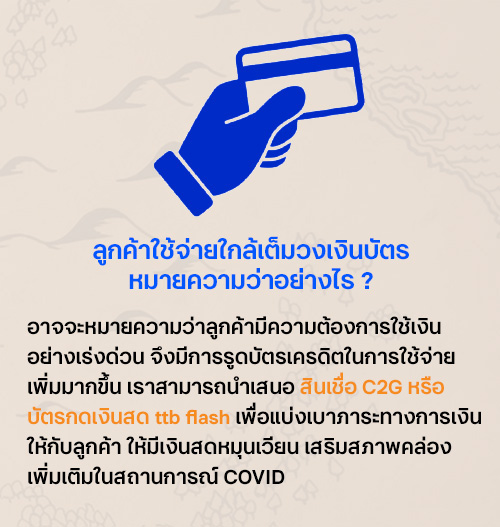 ลูกค้าใช้จ่ายใกล้เต็มวงเงินบัตร
หมายความว่าอย่างไร ?
อาจจะหมายความว่าลูกค้ามีความต้องการใช้เงิน
อย่างเร่งด่วน จึงมีการรูดบัตรเครดิตในการใช้จ่าย
เพิ่มมากขึ้น เราสามารถนำเสนอ สินเชื่อ C2G หรือ
บัตรกดเงินสด ttb flash เพื่อแบ่งเบาภาระทางการเงิน
ให้กับลูกค้า ให้มีเงินสดหมุนเวียน เสริมสภาพคล่อง
เพิ่มเติมในสถานการณ์ COVID